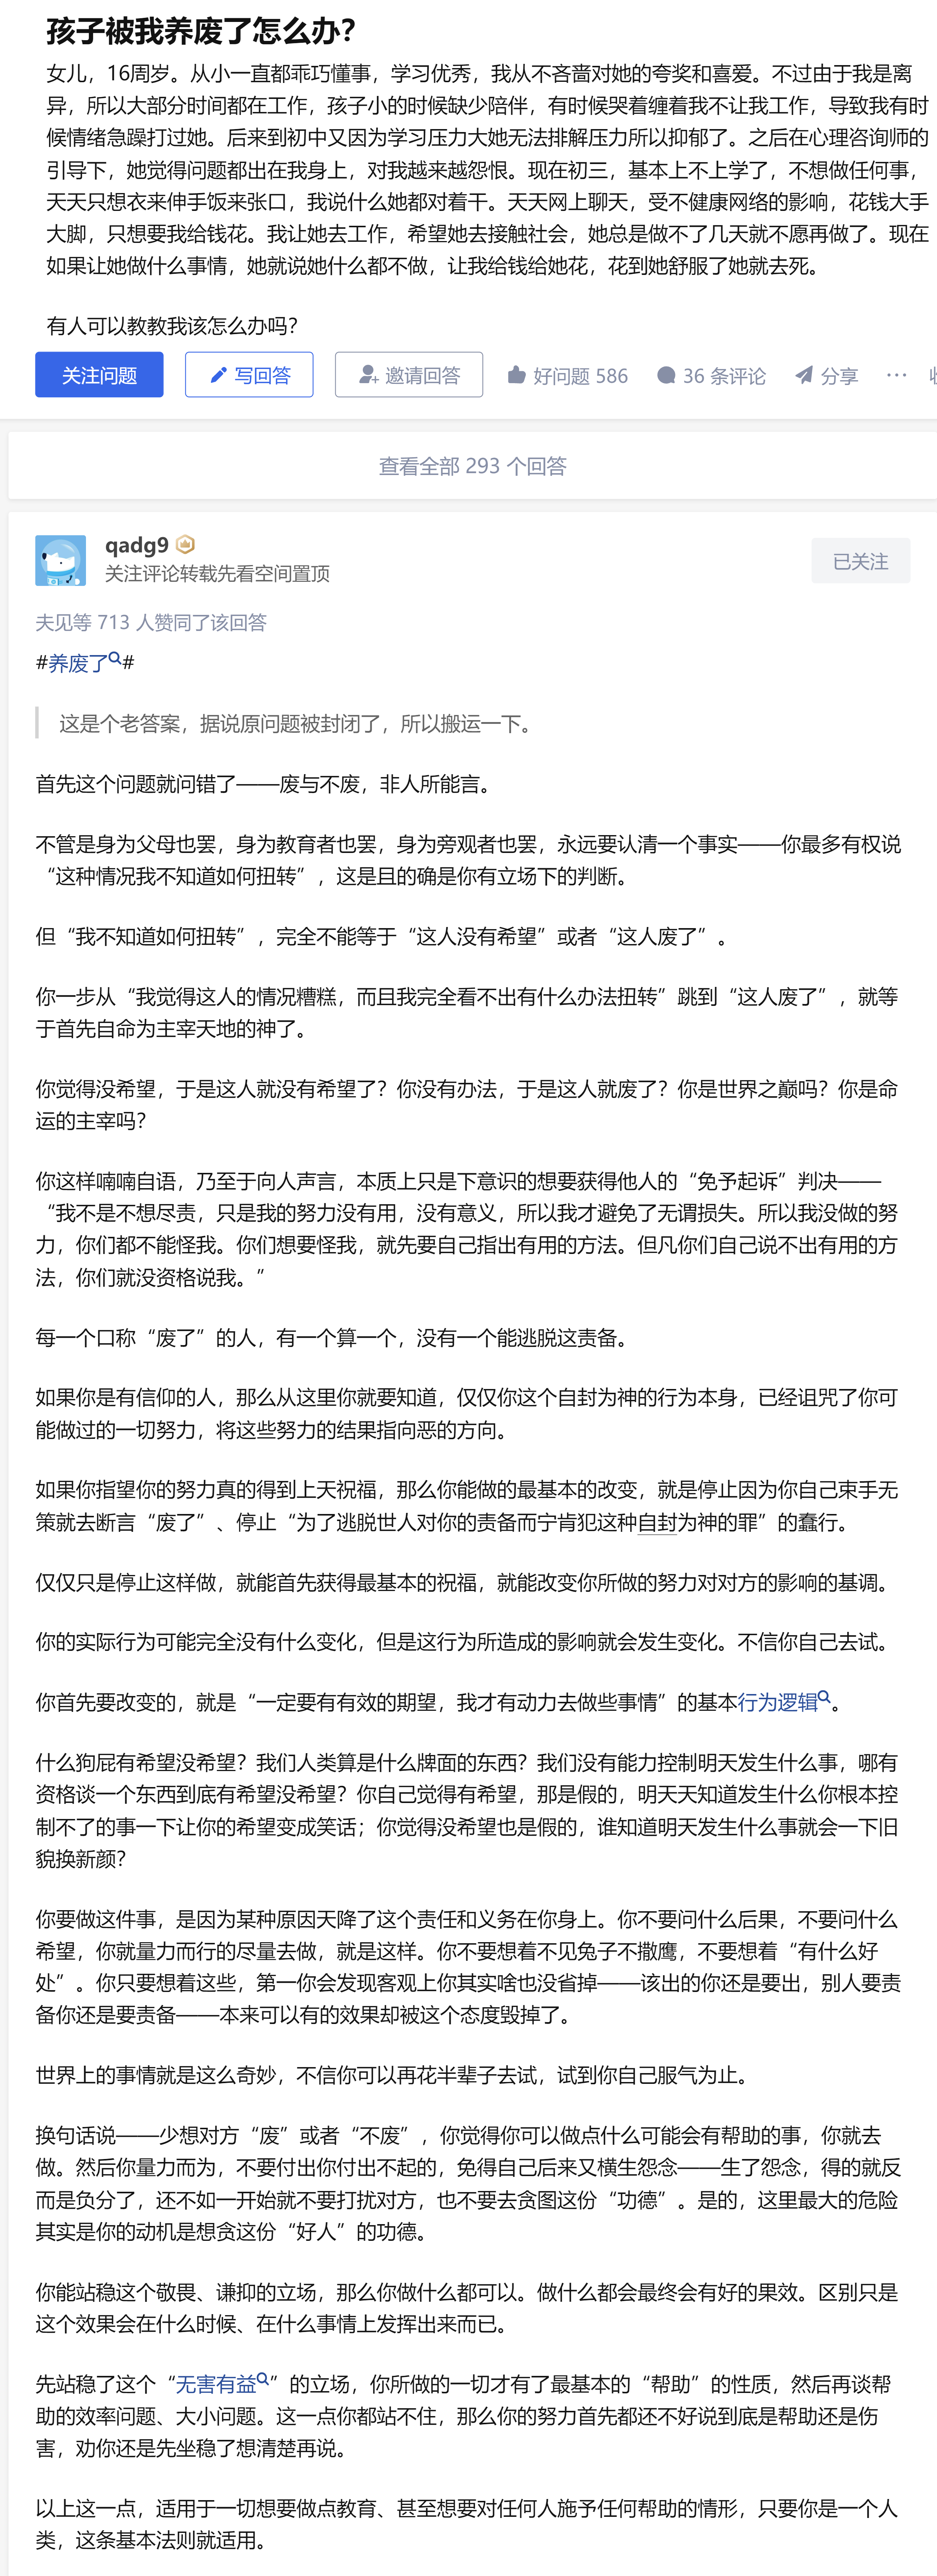 孩子被我养废了怎么办？
女儿，16周岁。从小一直都乖巧懂事，学习优秀，我从不吝啬对她的夸奖和喜爱。不过由于我是离
异，所以大部分时间都在工作，孩子小的时候缺少陪伴，有时候哭着缠着我不让我工作，导致我有时
候情绪急躁打过她。后来到初中又因为学习压力大她无法排解压力所以抑郁了。之后在心理咨询师的
引导下，她觉得问题都出在我身上，对我越来越怨恨。现在初三，基本上不上学了，不想做任何事，
天天只想衣来伸手饭来张口，我说什么她都对着干。天天网上聊天，受不健康网络的影响，花钱大手
大脚，只想要我给钱花。我让她去工作，希望她去接触社会，她总是做不了几天就不愿再做了。现在
如果让她做什么事情，她就说她什么都不做，让我给钱给她花，花到她舒服了她就去死。
有人可以教教我该怎么办吗？
关注问题 写回答 邀请回答 好问题 586 36 条评论 分享 ···
查看全部 293 个回答
qadg9
关注评论转载先看空间置顶
已关注
夫见等 713 人赞同了该回答
#养废了#
这是个老答案，据说原问题被封闭了，所以搬运一下。
首先这个问题就问错了——废与不废，非人所能言。
不管是身为父母也罢，身为教育者也罢，身为旁观者也罢，永远要认清一个事实——你最多有权说
“这种情况我不知道如何扭转”，这是且的确是你有立场下的判断。
但“我不知道如何扭转”，完全不能等于“这人没有希望”或者“这人废了”。
你一步从“我觉得这人的情况糟糕，而且我完全看不出有什么办法扭转”跳到“这人废了”，就等
于首先自命为主宰天地的神了。
你觉得没希望，于是这人就没有希望了？你没有办法，于是这人就废了？你是世界之巅吗？你是命
运的主宰吗？
你这样喃喃自语，乃至于向人声言，本质上只是下意识的想要获得他人的“免予起诉”判决——
“我不是不想尽责，只是我的努力没有用，没有意义，所以我才避免了无谓损失。所以我没做的努
力，你们都不能怪我。你们想要怪我，就先要自己指出有用的方法。但凡你们自己说不出有用的方
法，你们就没资格说我。”
每一个口称“废了”的人，有一个算一个，没有一个能逃脱这责备。
如果你是有信仰的人，那么从这里你就要知道，仅仅你这个自封为神的行为本身，已经诅咒了你可
能做过的一切努力，将这些努力的结果指向恶的方向。
如果你指望你的努力真的得到上天祝福，那么你能做的最基本的改变，就是停止因为你自己束手无
策就去断言“废了”、停止“为了逃脱世人对你的责备而宁肯犯这种自封为神的罪”的蠢行。
仅仅只是停止这样做，就能首先获得最基本的祝福，就能改变你所做的努力对对方的影响的基调。
你的实际行为可能完全没有什么变化，但是这行为所造成的影响就会发生变化。不信你自己去试。
你首先要改变的，就是“一定要有有效的期望，我才有动力去做些事情”的基本行为逻辑。
什么狗屁有希望没希望？我们人类算是什么牌面的东西？我们没有能力控制明天发生什么事，哪有
资格谈一个东西到底有希望没希望？你自己觉得有希望，那是假的，明天天知道发生什么你根本控
制不了的事一下让你的希望变成笑话；你觉得没希望也是假的，谁知道明天发生什么事就会一下旧
貌换新颜？
你要做这件事，是因为某种原因天降了这个责任和义务在你身上。你不要问什么后果，不要问什么
希望，你就量力而行的尽量去做，就是这样。你不要想着不见兔子不撒鹰，不要想着“有什么好
处”。你只要想着这些，第一你会发现客观上你其实啥也没省掉——该出的你还是要出，别人要责
备你还是要责备——本来可以有的效果却被这个态度毁掉了。
世界上的事情就是这么奇妙，不信你可以再花半辈子去试，试到你自己服气为止。
换句话说——少想对方“废”或者“不废”，你觉得你可以做点什么可能会有帮助的事，你就去
做。然后你量力而为，不要付出你付出不起的，免得自己后来又横生怨念——生了怨念，得的就反
而是负分了，还不如一开始就不要打扰对方，也不要去贪图这份“功德”。是的，这里最大的危险
其实是你的动机是想贪这份“好人”的功德。
你能站稳这个敬畏、谦抑的立场，那么你做什么都可以。做什么都会最终会有好的果效。区别只是
这个效果会在什么时候、在什么事情上发挥出来而已。
先站稳了这个“无害有益”的立场，你所做的一切才有了最基本的“帮助”的性质，然后再谈帮
助的效率问题、大小问题。这一点你都站不住，那么你的努力首先都还不好说到底是帮助还是伤
害，劝你还是先坐稳了想清楚再说。
以上这一点，适用于一切想要做点教育、甚至想要对任何人施予任何帮助的情形，只要你是一个人
类，这条基本法则就适用。